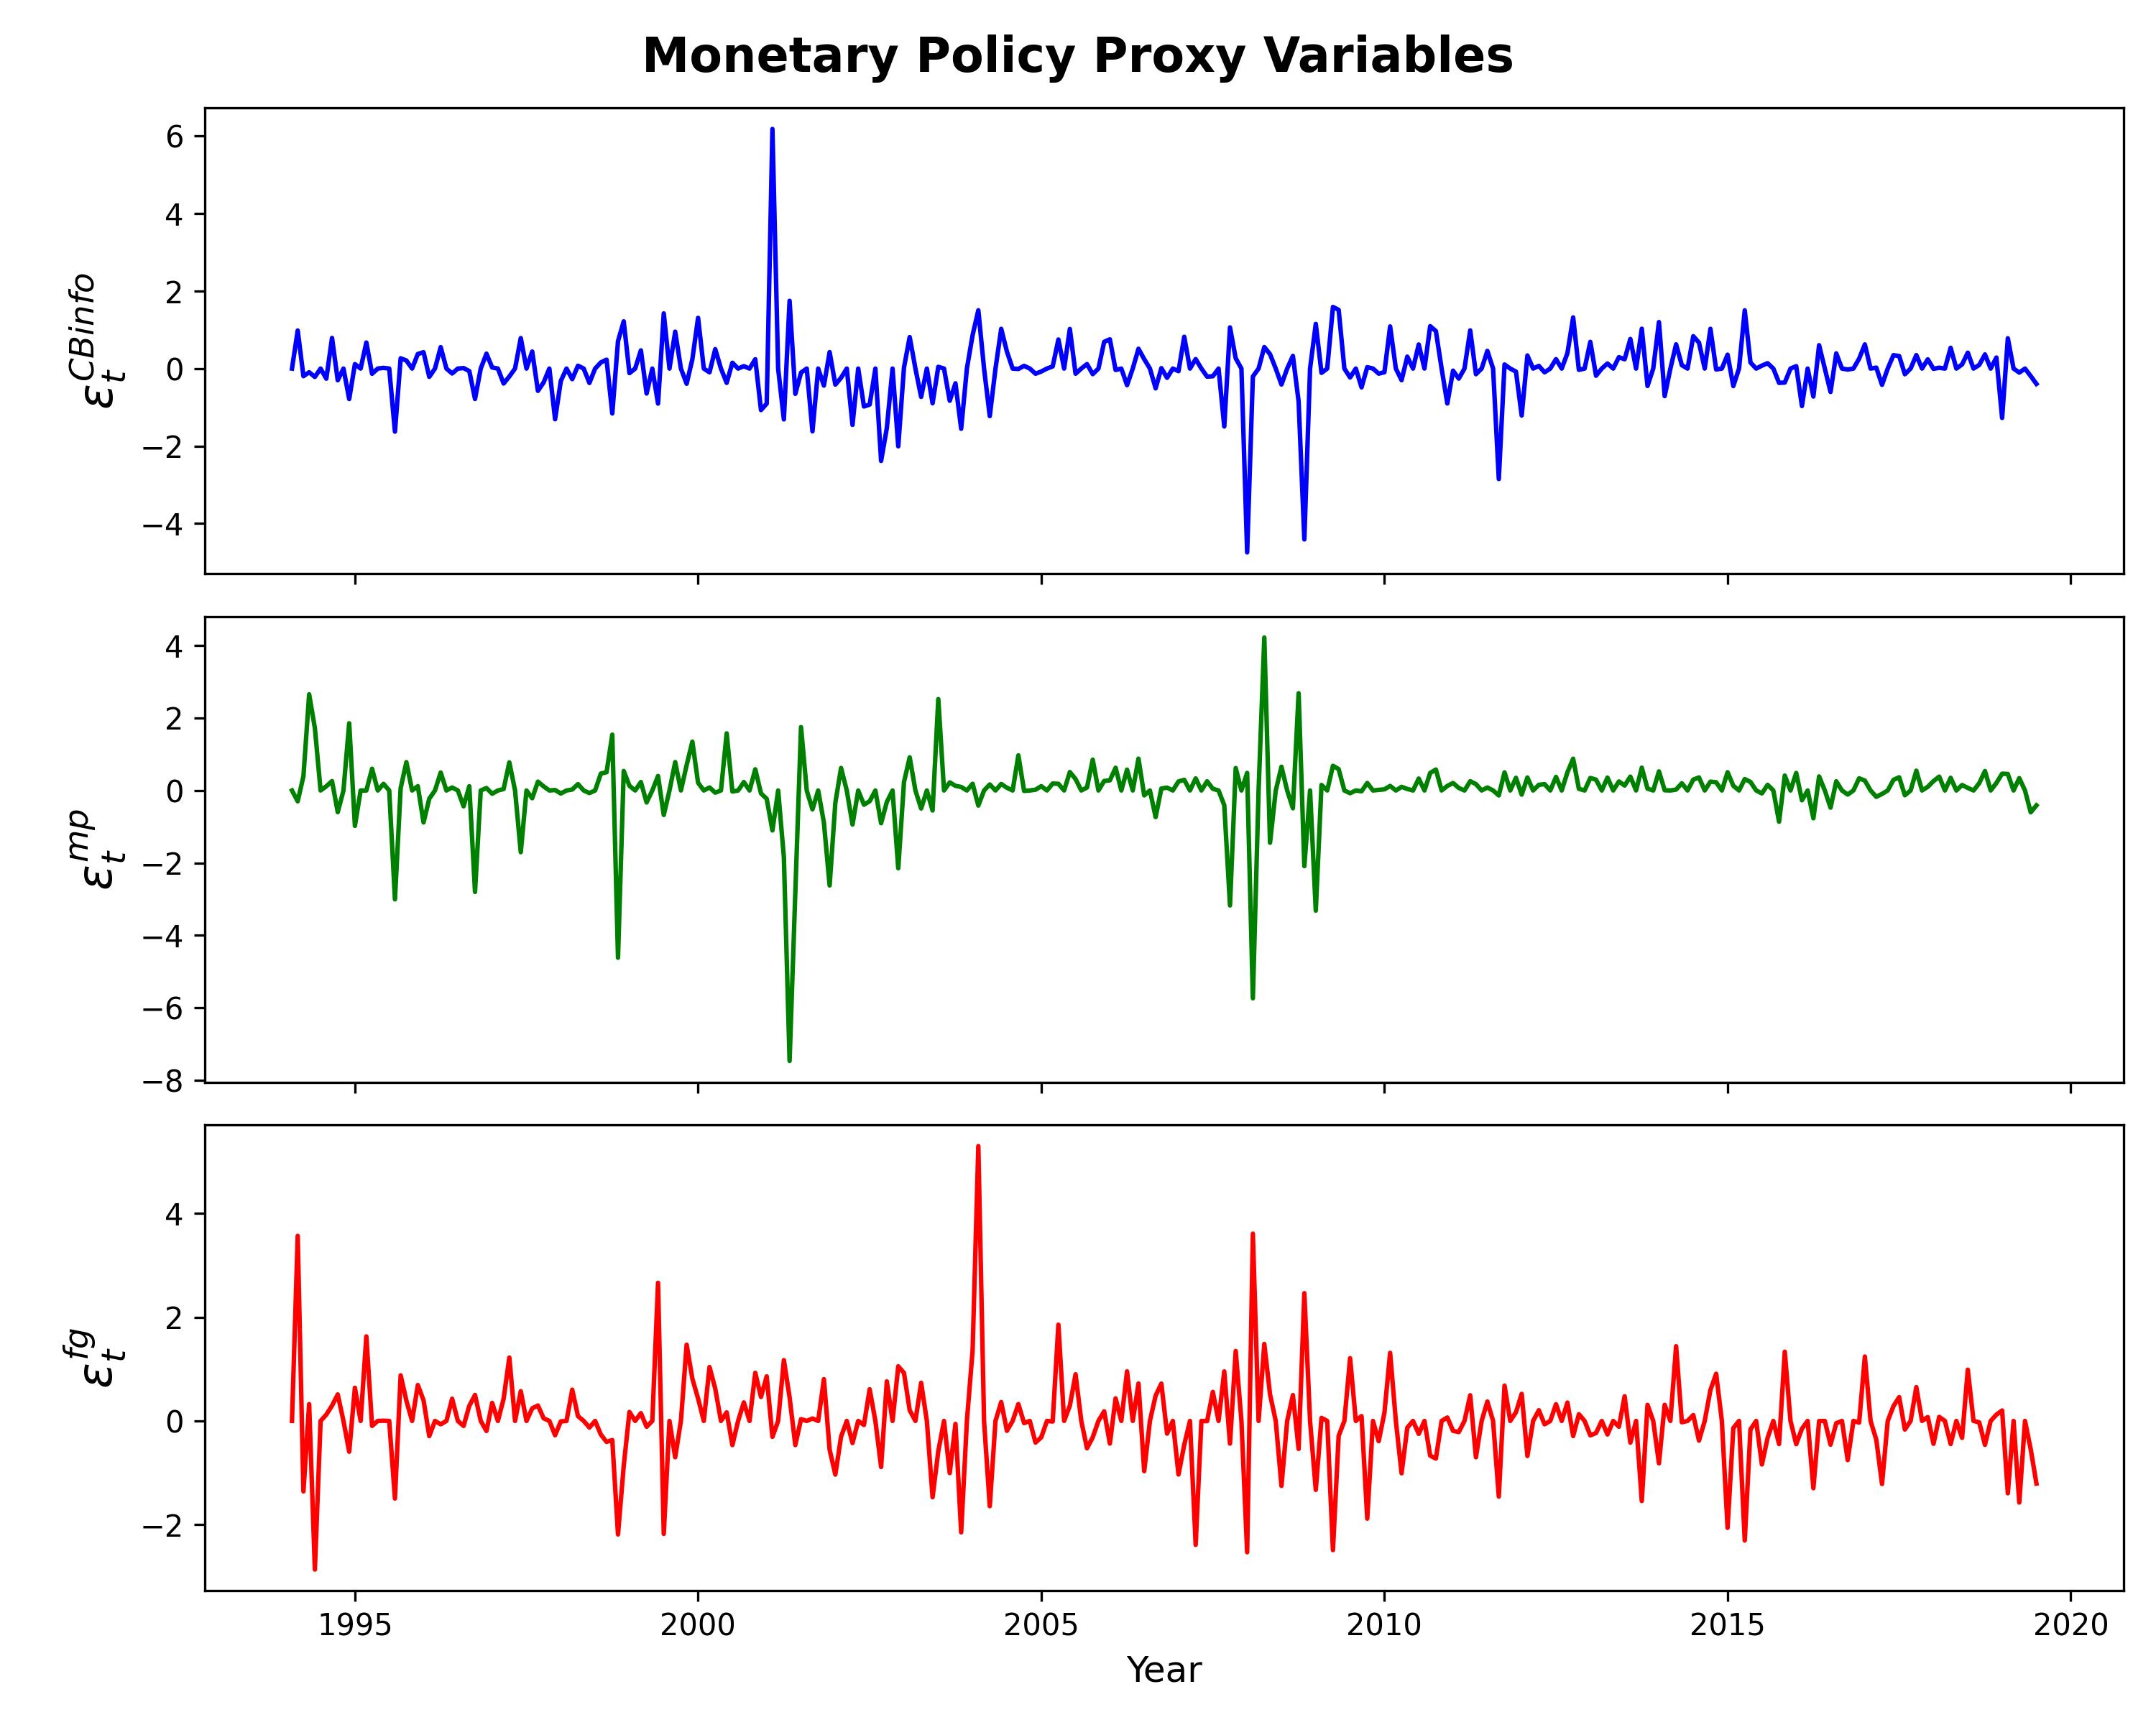 Monetary Policy Proxy Variables
6
4
2
0
−2
−4
ε_t^{CBinfo}
4
2
0
−2
−4
−6
−8
ε_t^{mp}
4
2
0
−2
ε_t^{fg}
1995 2000 2005 2010 2015 2020
Year